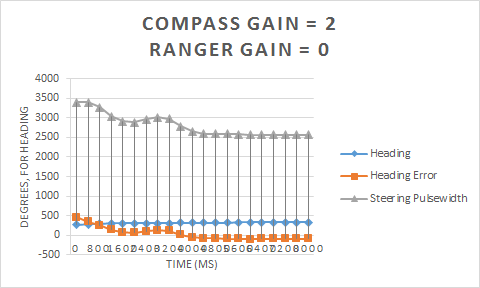 COMPASS GAIN = 2
RANGER GAIN = 0
4000
3500
3000
2500
2000
1500
1000
500
0
-500
DEGREES, FOR HEADING
Heading
Heading Error
Steering Pulsewidth
TIME (MS)